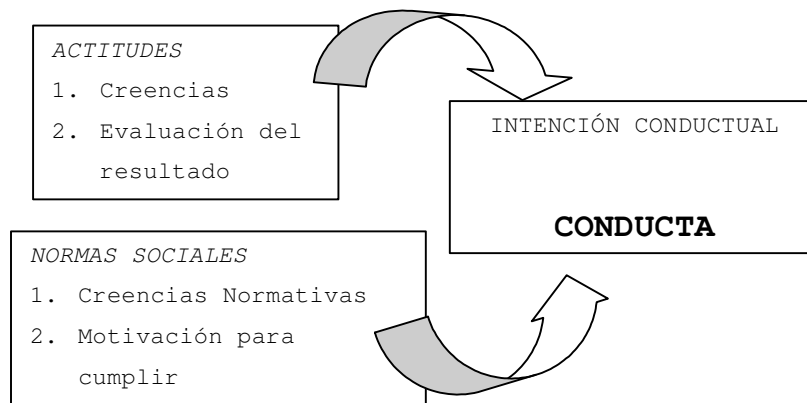 ACTITUDES
1. Creencias
2. Evaluación del
resultado
INTENCIÓN CONDUCTUAL
CONDUCTA
NORMAS SOCIALES
1. Creencias Normativas
2. Motivación para
cumplir